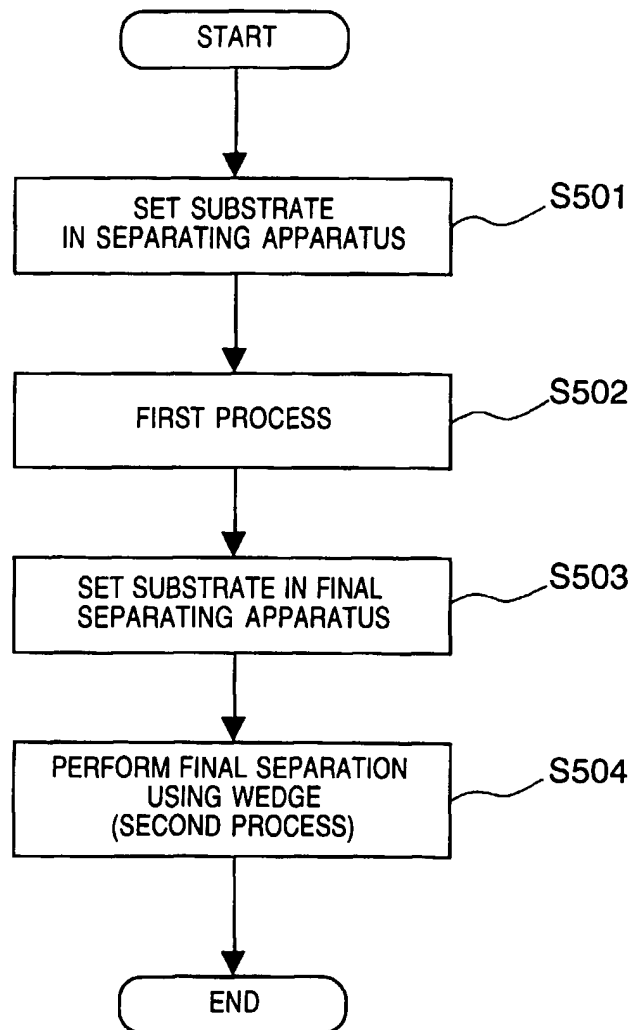 START
SET SUBSTRATE
IN SEPARATING APPARATUS
S501
FIRST PROCESS
S502
SET SUBSTRATE IN FINAL
SEPARATING APPARATUS
S503
PERFORM FINAL SEPARATION
USING WEDGE
(SECOND PROCESS)
S504
END